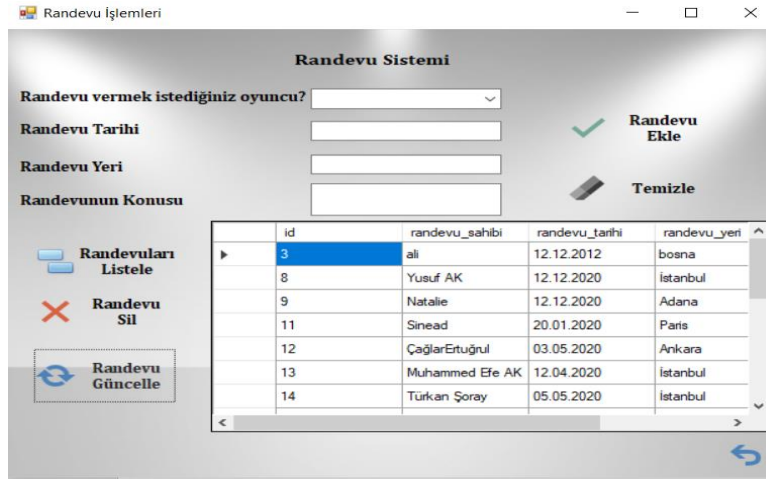 Randevu İşlemleri
Randevu Sistemi
Randevu vermek istediğiniz oyuncu?
Randevu Tarihi
Randevu Yeri
Randevunun Konusu
Randevu
Ekle
Temizle
Randevuları
Listele
Randevu
Sil
Randevu
Güncelle
id randevu_sahibi randevu_tarihi randevu_yeri
3 ali 12.12.2012 bosna
8 Yusuf AK 12.12.2020 İstanbul
9 Natalie 12.12.2020 Adana
11 Sinead 20.01.2020 Paris
12 ÇağlarErtuğrul 03.05.2020 Ankara
13 Muhammed Efe AK 12.04.2020 İstanbul
14 Türkan Şoray 05.05.2020 İstanbul